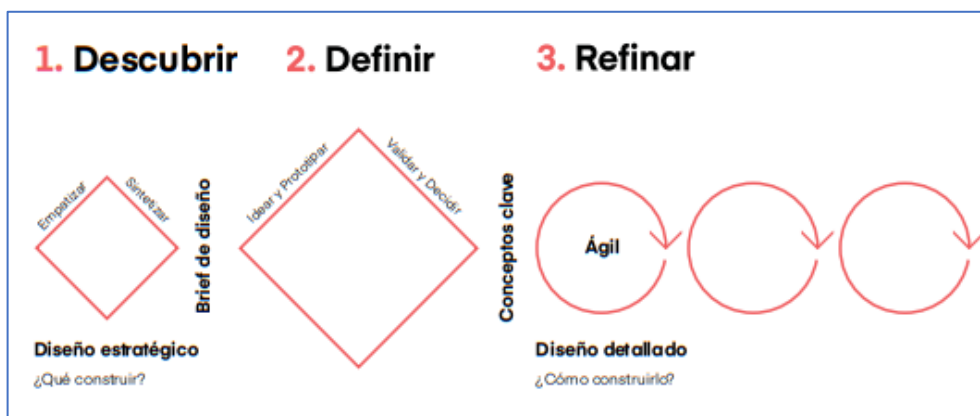 1. Descubrir
2. Definir
3. Refinar
Empatizar
Sintetizar
Brief de diseño
Idear y Prototipar
Validar y Decidir
Conceptos clave
Ágil
Diseño estratégico
¿Qué construir?
Diseño detallado
¿Cómo construirlo?